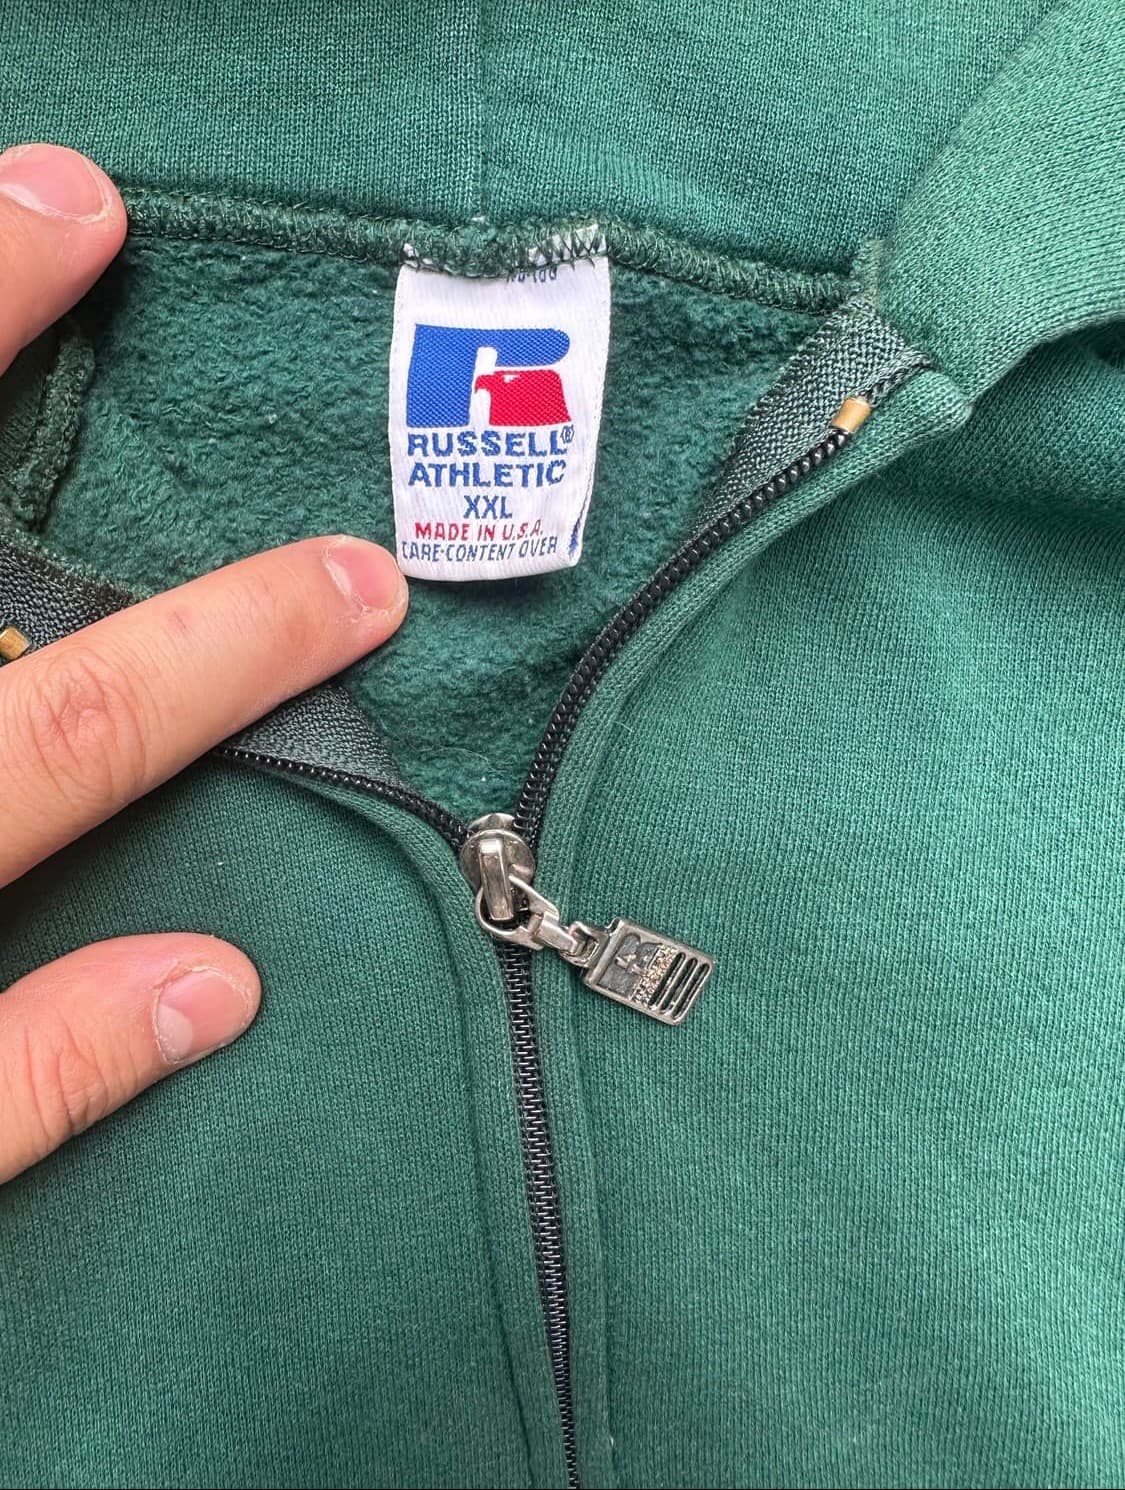 RUSSELL®
ATHLETIC
XXL
MADE IN U.S.A.
CARE·CONTENT OVER